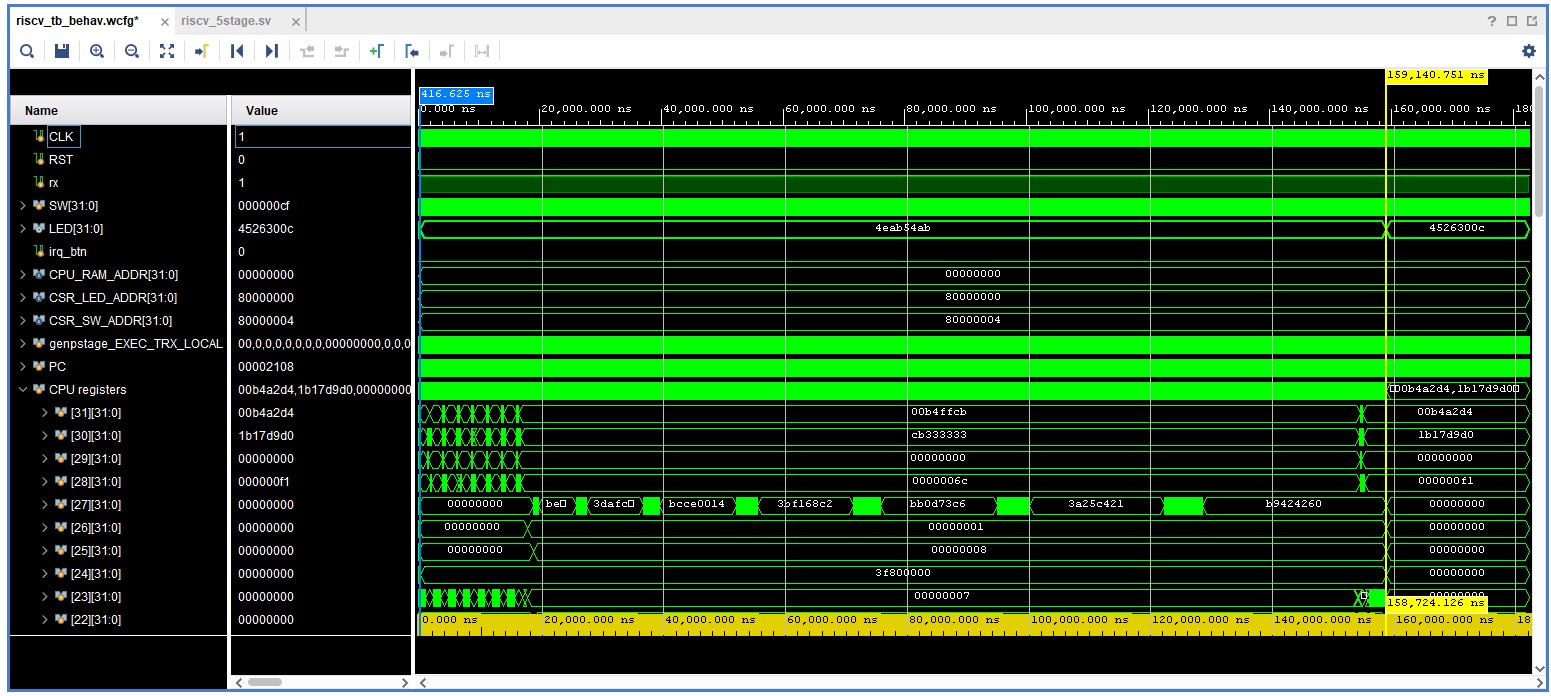 riscv_tb_behav.wcfg* × riscv_5stage.sv ×
?
159,140.751 ns
416.625 ns
0.000 ns 20,000.000 ns 40,000.000 ns 60,000.000 ns 80,000.000 ns 100,000.000 ns 120,000.000 ns 140,000.000 ns 160,000.000 ns 180
Name Value
CLK 1
RST 0
rx 1
SW[31:0] 000000cf
LED[31:0] 4526300c 4eab54ab 4526300c
irq_btn 0
CPU_RAM_ADDR[31:0] 00000000 00000000
CSR_LED_ADDR[31:0] 80000000 80000000
CSR_SW_ADDR[31:0] 80000004 80000004
genpstage_EXEC_TRX_LOCAL 00,0,0,0,0,0,0,0,00000000,0,0,0
PC 00002108
CPU registers 00b4a2d4,1b17d9d0,00000000 00b4a2d4,1b17d9d0
[31][31:0] 00b4a2d4 00b4ffcb 00b4a2d4
[30][31:0] 1b17d9d0 cb333333 1b17d9d0
[29][31:0] 00000000 00000000 00000000
[28][31:0] 000000f1 0000006c 000000f1
[27][31:0] 00000000 00000000 be 3dafc bcce0014 3bf168c2 bb0d73c6 3a25c421 b9424260 00000000
[26][31:0] 00000000 00000000 00000001 00000000
[25][31:0] 00000000 00000000 00000008 00000000
[24][31:0] 00000000 3f800000 00000000
[23][31:0] 00000000 00000007
158,724.126 ns
[22][31:0] 00000000
0.000 ns 20,000.000 ns 40,000.000 ns 60,000.000 ns 80,000.000 ns 100,000.000 ns 120,000.000 ns 140,000.000 ns 160,000.000 ns 18